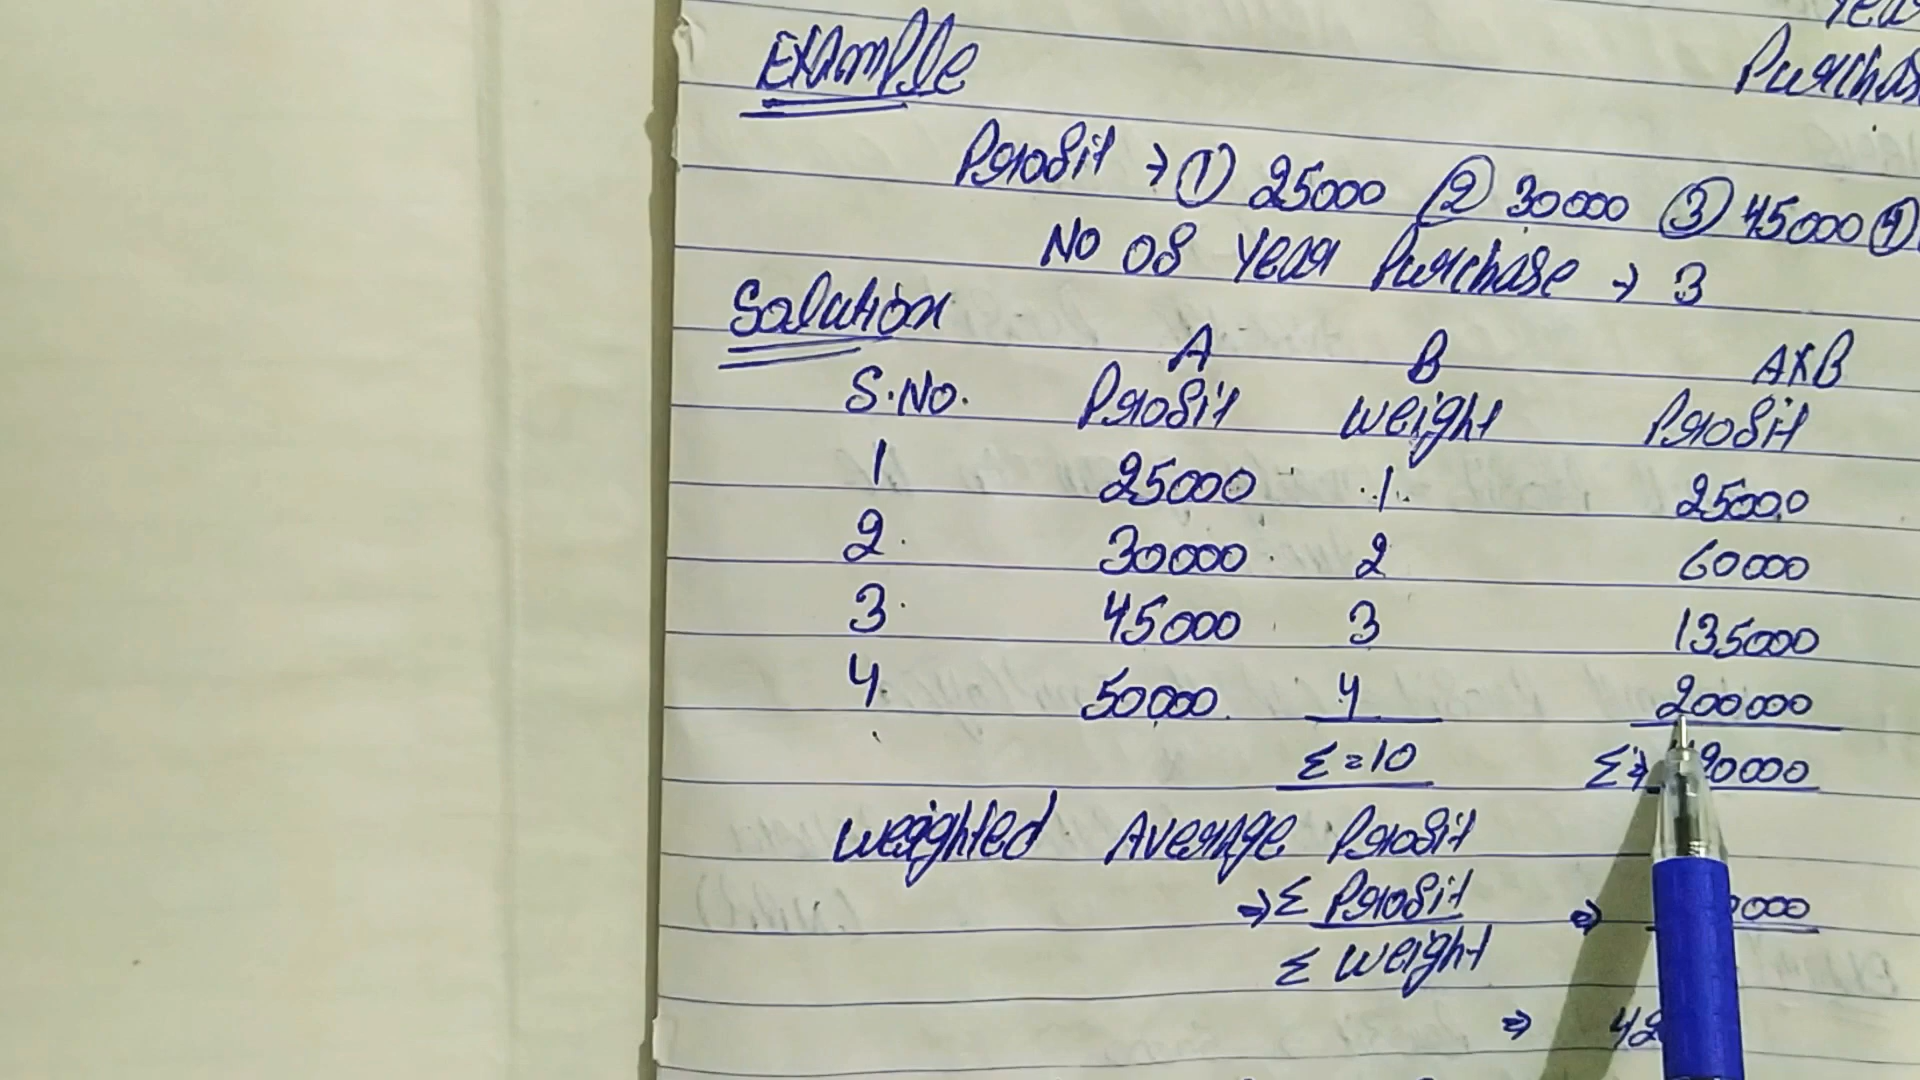 Example
Profit → ① 25000 ② 30000 ③ 45000 ④
No of Year Purchase → 3
Solution
A B A×B
S.No. Profit Weight Profit
1 25000 1 25000
2. 30000 2 60000
3. 45000 3 135000
4. 50000 4 200000
Σ=10 Σ⇒
Weighted Average Profit
⇒ Σ Profit ⇒
Σ Weight
⇒